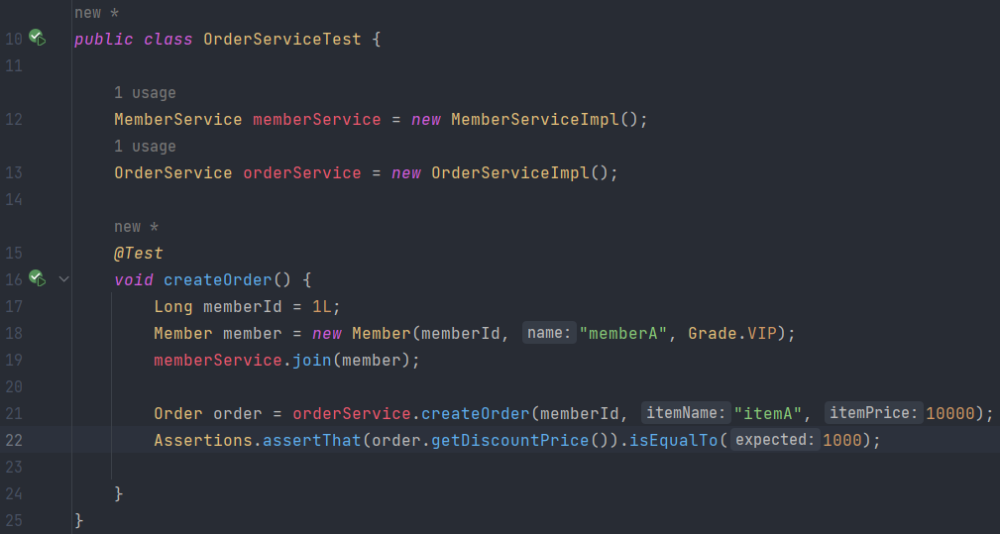 new *
10 public class OrderServiceTest {
11
1 usage
12 MemberService memberService = new MemberServiceImpl();
1 usage
13 OrderService orderService = new OrderServiceImpl();
14
new *
15 @Test
16 void createOrder() {
17 Long memberId = 1L;
18 Member member = new Member(memberId, name: "memberA", Grade.VIP);
19 memberService.join(member);
20
21 Order order = orderService.createOrder(memberId, itemName: "itemA", itemPrice: 10000);
22 Assertions.assertThat(order.getDiscountPrice()).isEqualTo( expected: 1000);
23
24 }
25 }